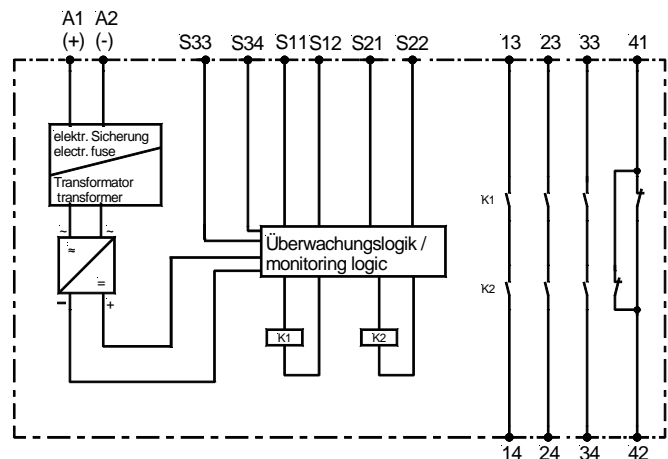 A1 A2
(+) (-) S33 S34 S11 S12 S21 S22 13 23 33 41
elektr. Sicherung
electr. fuse
Transformator
transformer
K1
~ ~
≈
Überwachungslogik /
monitoring logic
=
- +
K2
K1 K2
14 24 34 42